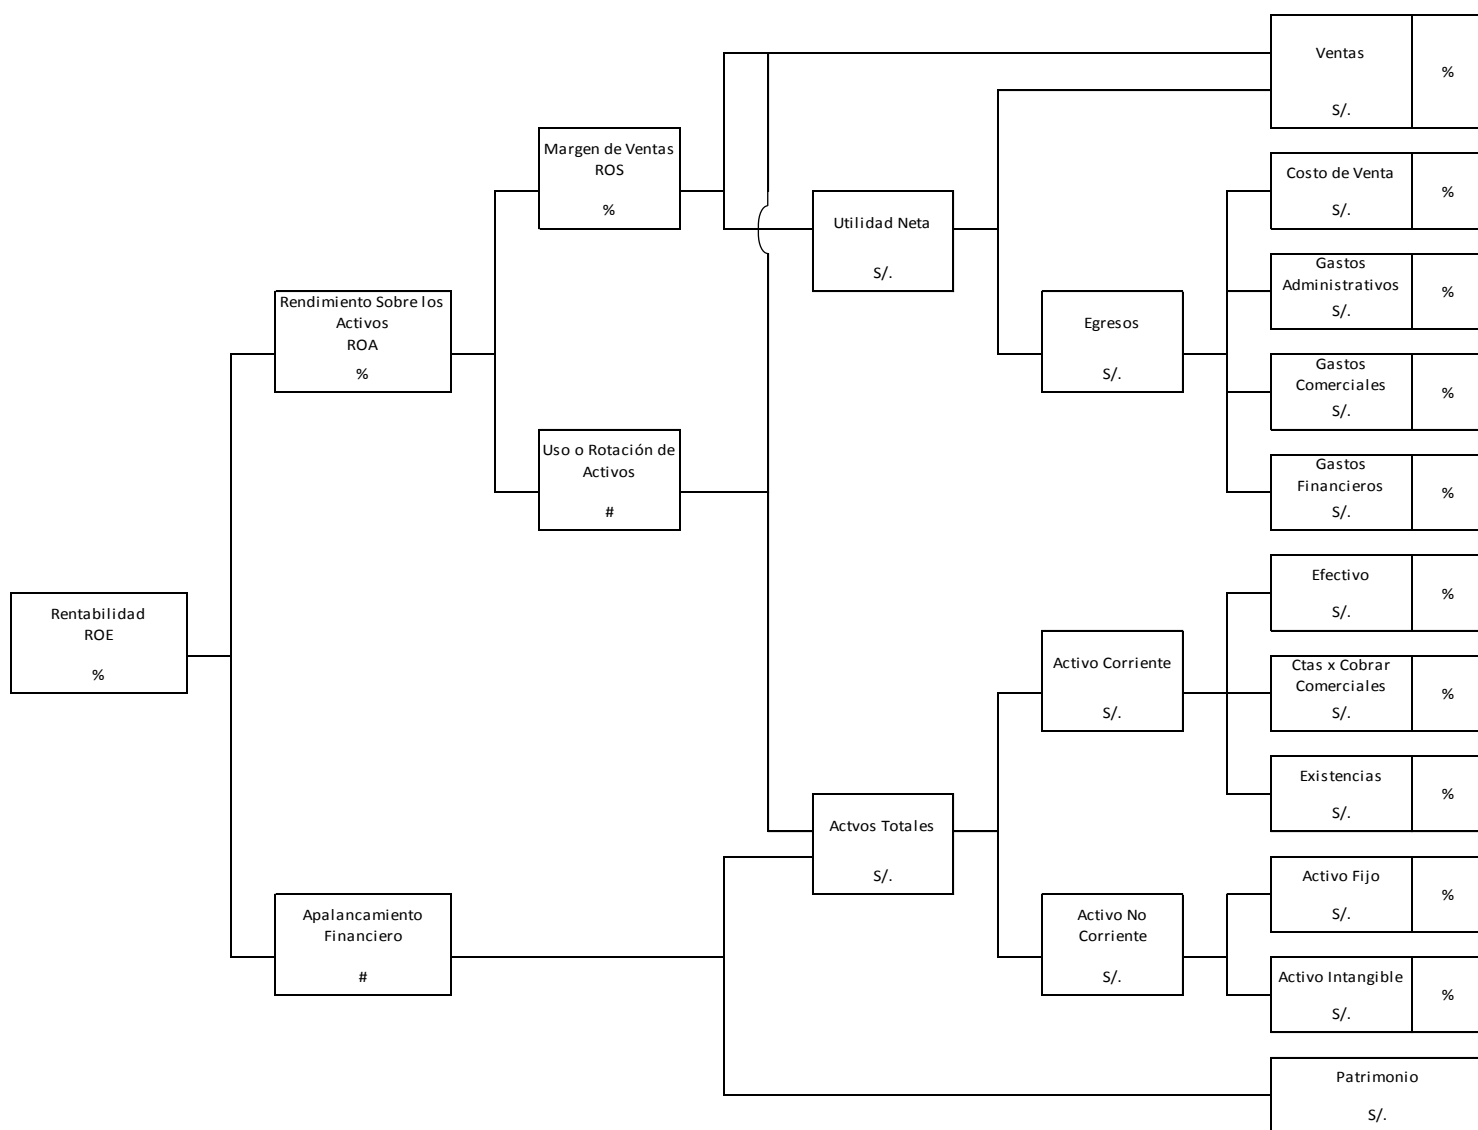 Ventas
S/.
%
Margen de Ventas
ROS
%
Costo de Venta
S/.
%
Utilidad Neta
S/.
Gastos
Administrativos
S/.
%
Rendimiento Sobre los
Activos
ROA
%
Egresos
S/.
Gastos
Comerciales
S/.
%
Uso o Rotación de
Activos
#
Gastos
Financieros
S/.
%
Efectivo
S/.
%
Rentabilidad
ROE
%
Activo Corriente
S/.
Ctas x Cobrar
Comerciales
S/.
%
Existencias
S/.
%
Actvos Totales
S/.
Activo Fijo
S/.
%
Apalancamiento
Financiero
#
Activo No
Corriente
S/.
Activo Intangible
S/.
%
Patrimonio
S/.